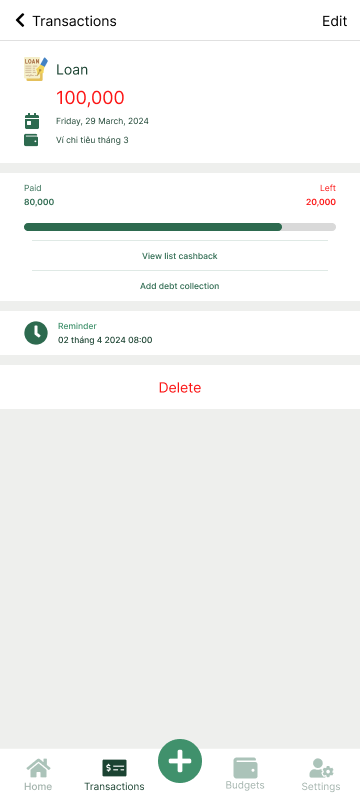 Transactions
Edit
LOAN
Loan
100,000
Friday, 29 March, 2024
Ví chi tiêu tháng 3
Paid
Left
80,000
20,000
View list cashback
Add debt collection
Reminder
02 tháng 4 2024 08:00
Delete
Home
Transactions
Budgets
Settings